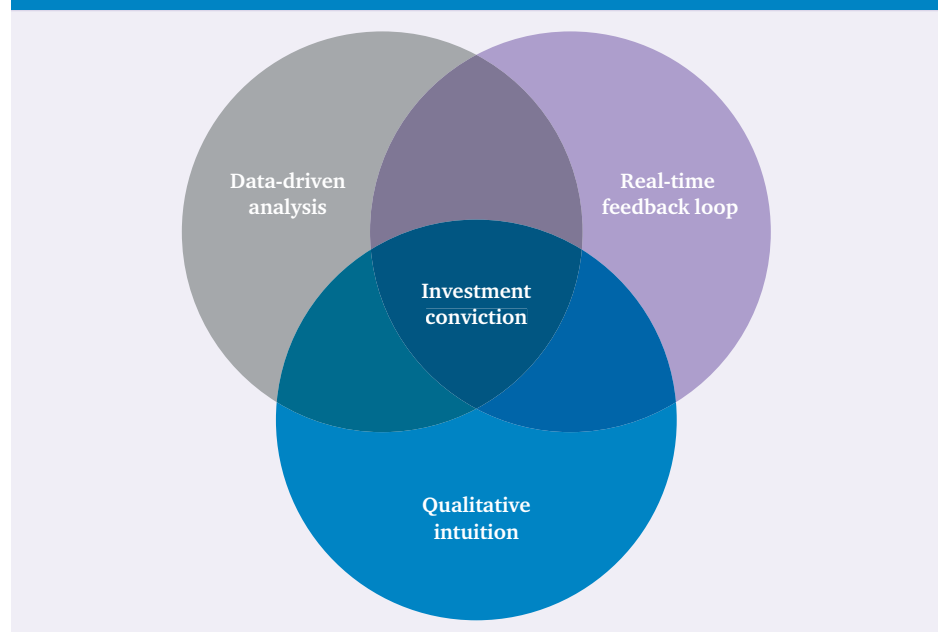 Data-driven
analysis
Real-time
feedback loop
Investment
conviction
Qualitative
intuition